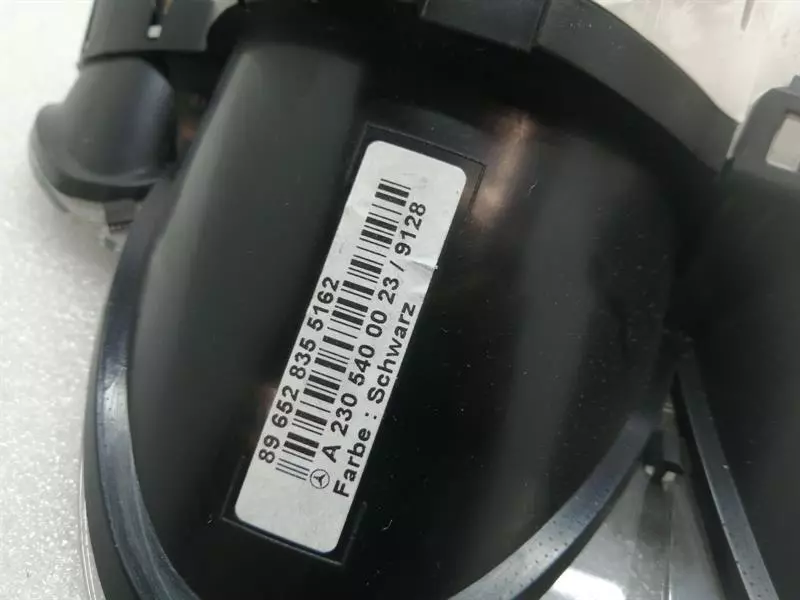 89 652 835 5162
A 230 540 00 23 / 9128
Farbe : Schwarz